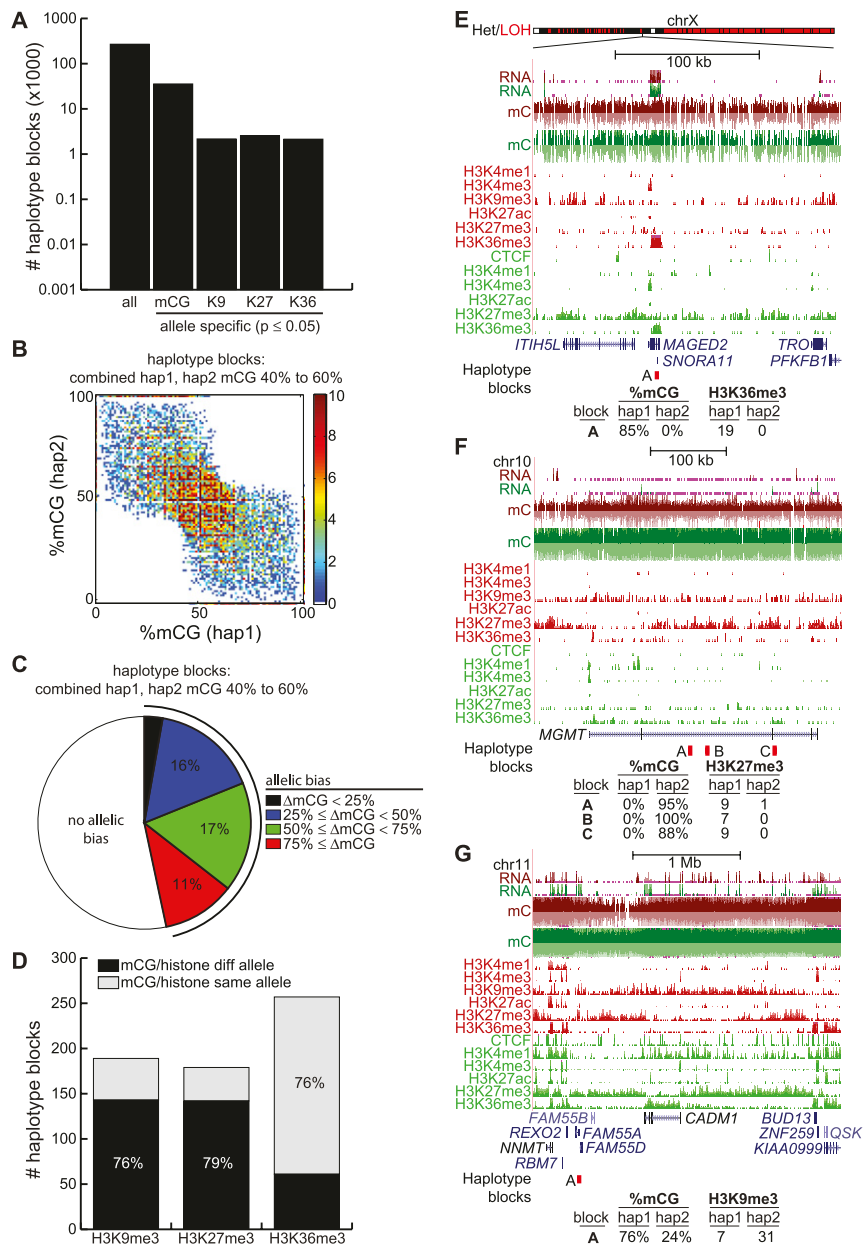 A
# haplotype blocks (x1000)
1000
100
10
1
0.1
0.01
0.001
all
mCG
K9
K27
K36
allele specific (p ≤ 0.05)
B
haplotype blocks:
combined hap1, hap2 mCG 40% to 60%
%mCG (hap2)
100
50
0
0
50
100
%mCG (hap1)
10
8
6
4
2
0
C
haplotype blocks:
combined hap1, hap2 mCG 40% to 60%
no allelic
bias
16%
17%
11%
allelic bias
ΔmCG < 25%
25% ≤ ΔmCG < 50%
50% ≤ ΔmCG < 75%
75% ≤ ΔmCG
D
# haplotype blocks
300
250
200
150
100
50
0
mCG/histone diff allele
mCG/histone same allele
76%
79%
76%
H3K9me3
H3K27me3
H3K36me3
E
chrX
Het/LOH
100 kb
RNA
RNA
mC
mC
H3K4me1
H3K4me3
H3K9me3
H3K27ac
H3K27me3
H3K36me3
CTCF
H3K4me1
H3K4me3
H3K27ac
H3K27me3
H3K36me3
ITIH5L
MAGED2
TRO
SNORA11
PFKFB1
Haplotype
blocks
A
%mCG H3K36me3
block hap1 hap2 hap1 hap2
A 85% 0% 19 0
F
chr10
100 kb
RNA
RNA
mC
mC
H3K4me1
H3K4me3
H3K9me3
H3K27ac
H3K27me3
H3K36me3
CTCF
H3K4me1
H3K4me3
H3K27ac
H3K27me3
H3K36me3
MGMT
Haplotype
blocks
A B C
%mCG H3K27me3
block hap1 hap2 hap1 hap2
A 0% 95% 9 1
B 0% 100% 7 0
C 0% 88% 9 0
G
chr11
1 Mb
RNA
RNA
mC
mC
H3K4me1
H3K4me3
H3K9me3
H3K27ac
H3K27me3
H3K36me3
CTCF
H3K4me1
H3K4me3
H3K27ac
H3K27me3
H3K36me3
FAM55B CADM1 BUD13
REXO2 FAM55A ZNF259 QSK
NNMT FAM55D KIAA0999
RBM7
Haplotype
blocks
A
%mCG H3K9me3
block hap1 hap2 hap1 hap2
A 76% 24% 7 31